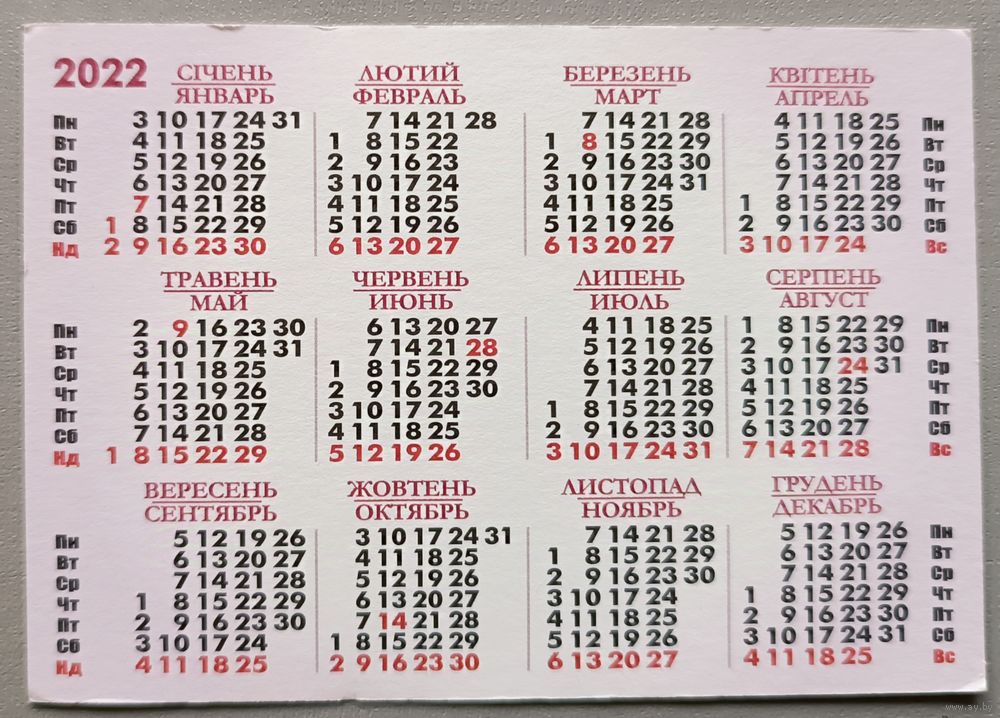 2022 СІЧЕНЬ ЛЮТИЙ БЕРЕЗЕНЬ КВІТЕНЬ
ЯНВАРЬ ФЕВРАЛЬ МАРТ АПРЕЛЬ
Пн 3 10 17 24 31 7 14 21 28 7 14 21 28 4 11 18 25 Пн
Вт 4 11 18 25 1 8 15 22 1 8 15 22 29 5 12 19 26 Вт
Ср 5 12 19 26 2 9 16 23 2 9 16 23 30 6 13 20 27 Ср
Чт 6 13 20 27 3 10 17 24 3 10 17 24 31 7 14 21 28 Чт
Пт 7 14 21 28 4 11 18 25 4 11 18 25 1 8 15 22 29 Пт
Сб 1 8 15 22 29 5 12 19 26 5 12 19 26 2 9 16 23 30 Сб
Нд 2 9 16 23 30 6 13 20 27 6 13 20 27 3 10 17 24 Вс
ТРАВЕНЬ ЧЕРВЕНЬ ЛИПЕНЬ СЕРПЕНЬ
МАЙ ИЮНЬ ИЮЛЬ АВГУСТ
Пн 2 9 16 23 30 6 13 20 27 4 11 18 25 1 8 15 22 29 Пн
Вт 3 10 17 24 31 7 14 21 28 5 12 19 26 2 9 16 23 30 Вт
Ср 4 11 18 25 1 8 15 22 29 6 13 20 27 3 10 17 24 31 Ср
Чт 5 12 19 26 2 9 16 23 30 7 14 21 28 4 11 18 25 Чт
Пт 6 13 20 27 3 10 17 24 1 8 15 22 29 5 12 19 26 Пт
Сб 7 14 21 28 4 11 18 25 2 9 16 23 30 6 13 20 27 Сб
Нд 1 8 15 22 29 5 12 19 26 3 10 17 24 31 7 14 21 28 Вс
ВЕРЕСЕНЬ ЖОВТЕНЬ ЛИСТОПАД ГРУДЕНЬ
СЕНТЯБРЬ ОКТЯБРЬ НОЯБРЬ ДЕКАБРЬ
Пн 5 12 19 26 3 10 17 24 31 7 14 21 28 5 12 19 26 Пн
Вт 6 13 20 27 4 11 18 25 1 8 15 22 29 6 13 20 27 Вт
Ср 7 14 21 28 5 12 19 26 2 9 16 23 30 7 14 21 28 Ср
Чт 1 8 15 22 29 6 13 20 27 3 10 17 24 1 8 15 22 29 Чт
Пт 2 9 16 23 30 7 14 21 28 4 11 18 25 2 9 16 23 30 Пт
Сб 3 10 17 24 1 8 15 22 29 5 12 19 26 3 10 17 24 31 Сб
Нд 4 11 18 25 2 9 16 23 30 6 13 20 27 4 11 18 25 Вс
www.ay.by